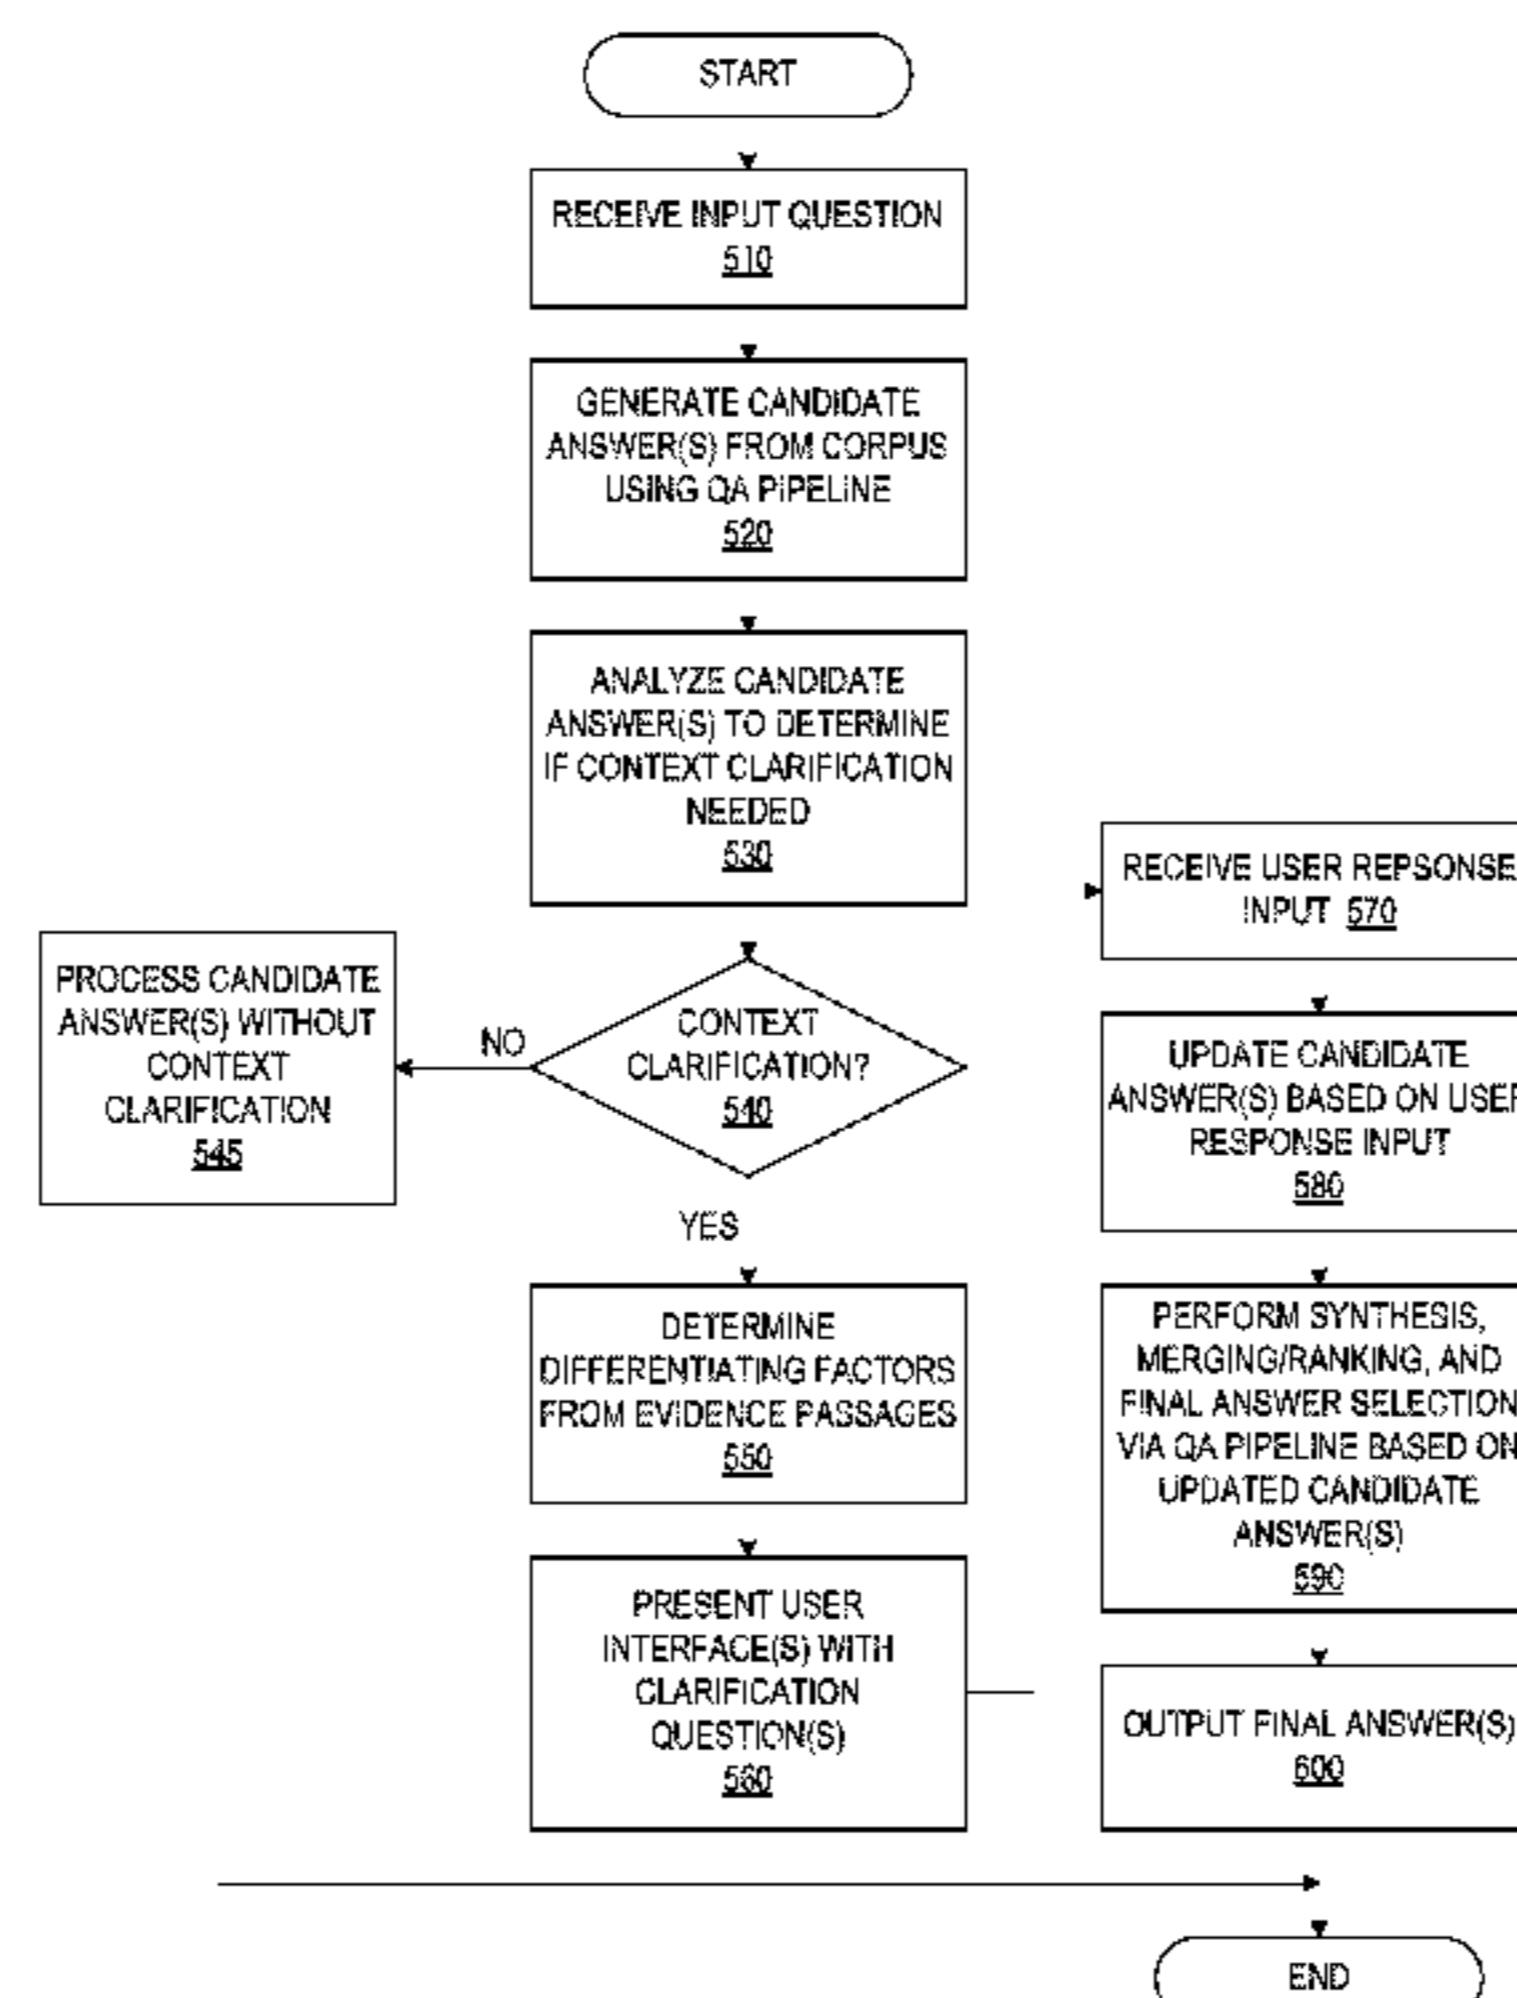 START
RECEIVE INPUT QUESTION
510
GENERATE CANDIDATE
ANSWER(S) FROM CORPUS
USING QA PIPELINE
520
ANALYZE CANDIDATE
ANSWER(S) TO DETERMINE
IF CONTEXT CLARIFICATION
NEEDED
530
CONTEXT
CLARIFICATION?
540
NO
PROCESS CANDIDATE
ANSWER(S) WITHOUT
CONTEXT
CLARIFICATION
545
YES
DETERMINE
DIFFERENTIATING FACTORS
FROM EVIDENCE PASSAGES
550
PRESENT USER
INTERFACE(S) WITH
CLARIFICATION
QUESTION(S)
560
RECEIVE USER REPSONSE
INPUT 570
UPDATE CANDIDATE
ANSWER(S) BASED ON USER
RESPONSE INPUT
580
PERFORM SYNTHESIS,
MERGING/RANKING, AND
FINAL ANSWER SELECTION
VIA QA PIPELINE BASED ON
UPDATED CANDIDATE
ANSWER(S)
590
OUTPUT FINAL ANSWER(S)
600
END